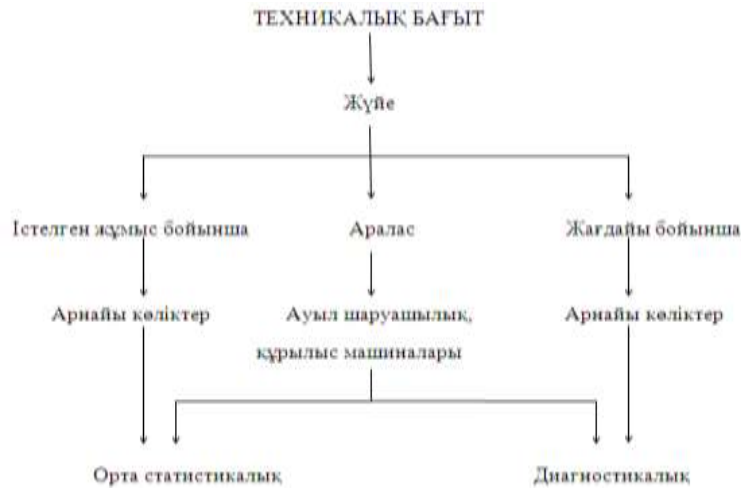 ТЕХНИКАЛЫҚ БАҒЫТ
Жүйе
Істелген жұмыс бойынша
Аралас
Жағдайы бойынша
Арнайы көліктер
Ауыл шаруашылық,
құрылыс машиналары
Арнайы көліктер
Орта статистикалық
Диагностикалық